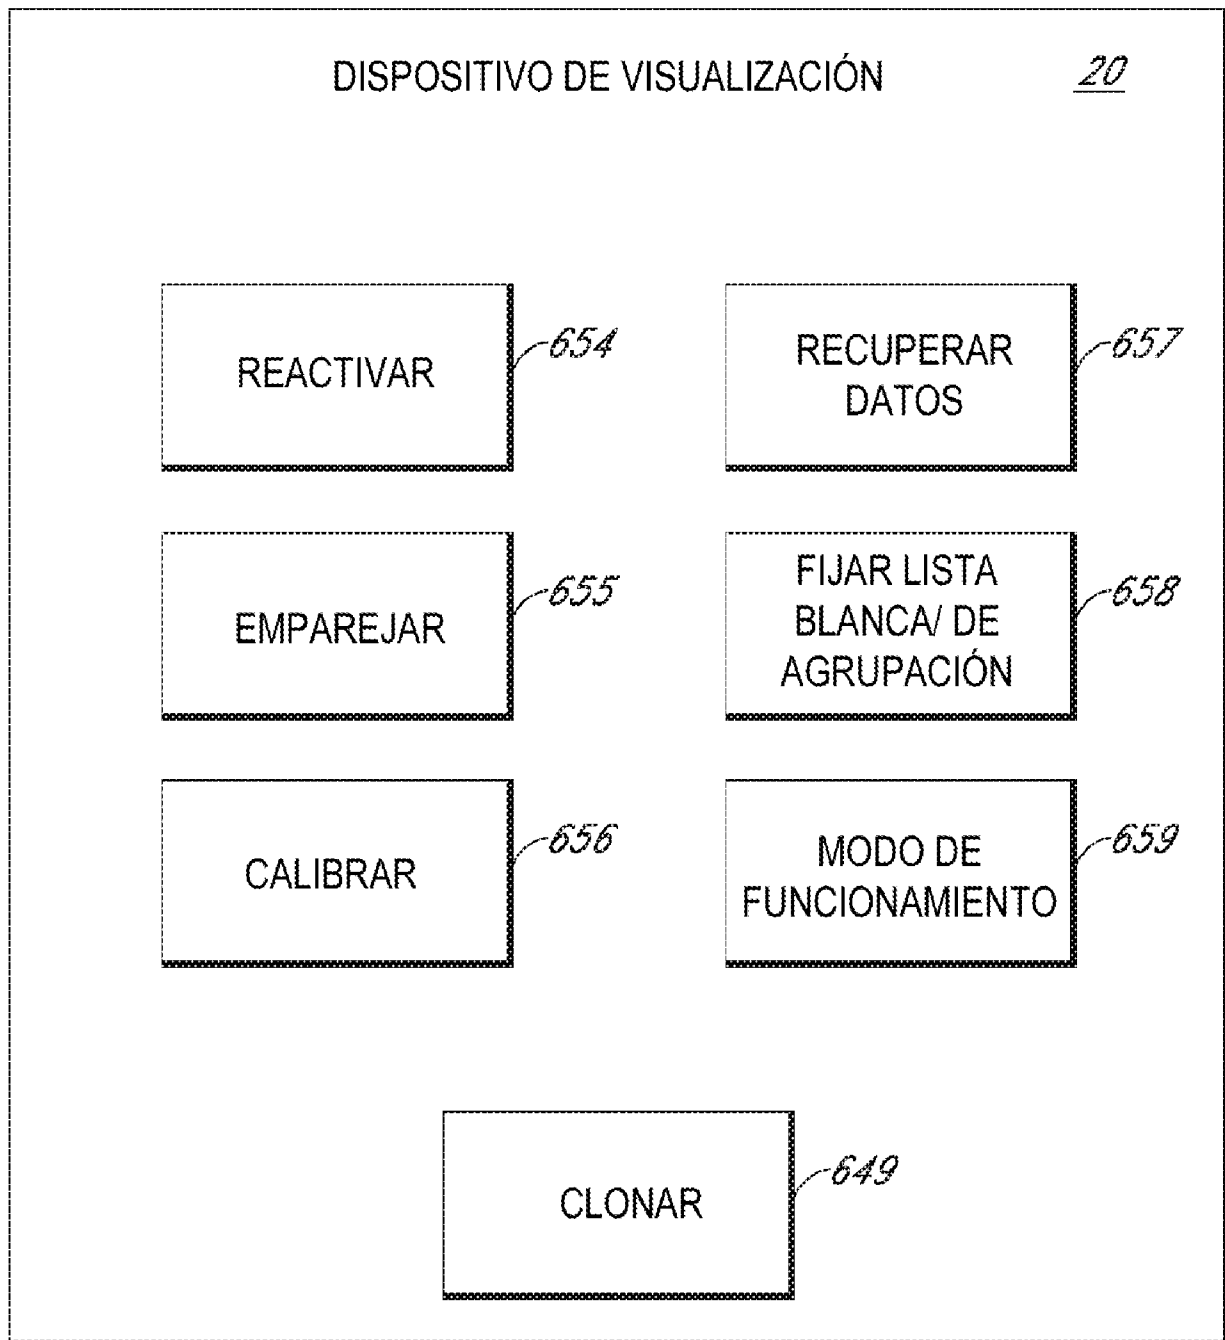 DISPOSITIVO DE VISUALIZACIÓN 20
REACTIVAR
654
RECUPERAR
DATOS
657
EMPAREJAR
655
FIJAR LISTA
BLANCA/ DE
AGRUPACIÓN
658
CALIBRAR
656
MODO DE
FUNCIONAMIENTO
659
CLONAR
649